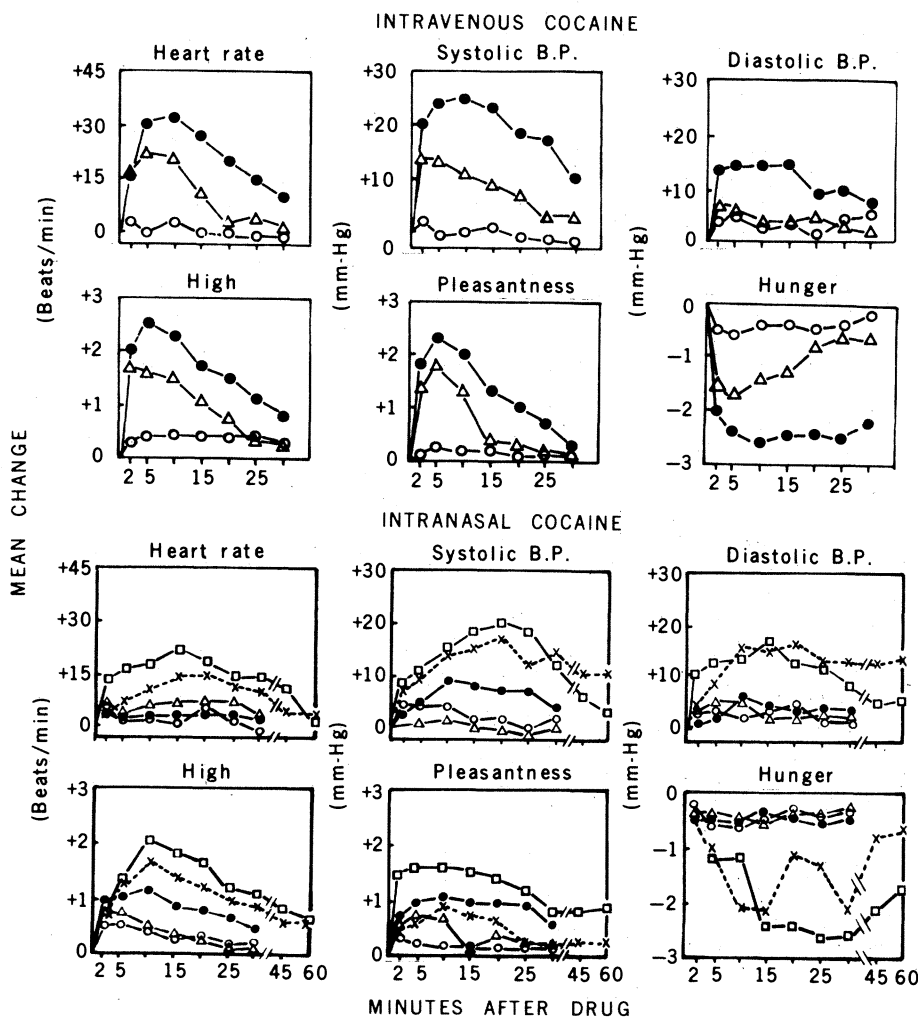 INTRAVENOUS COCAINE
Heart rate
Systolic B.P.
Diastolic B.P.
+45
+30
+15
0
(Beats/min)
+30
+20
+10
0
(mm-Hg)
+30
+20
+10
0
(mm-Hg)
High
Pleasantness
Hunger
+3
+2
+1
0
2 5 15 25
+3
+2
+1
0
2 5 15 25
0
−1
−2
−3
2 5 15 25
MEAN CHANGE
INTRANASAL COCAINE
Heart rate
Systolic B.P.
Diastolic B.P.
+45
+30
+15
0
(Beats/min)
+30
+20
+10
0
(mm-Hg)
+30
+20
+10
0
(mm-Hg)
High
Pleasantness
Hunger
+3
+2
+1
0
2 5 15 25 45 60
+3
+2
+1
0
2 5 15 25 45 60
0
−1
−2
−3
2 5 15 25 45 60
MINUTES AFTER DRUG